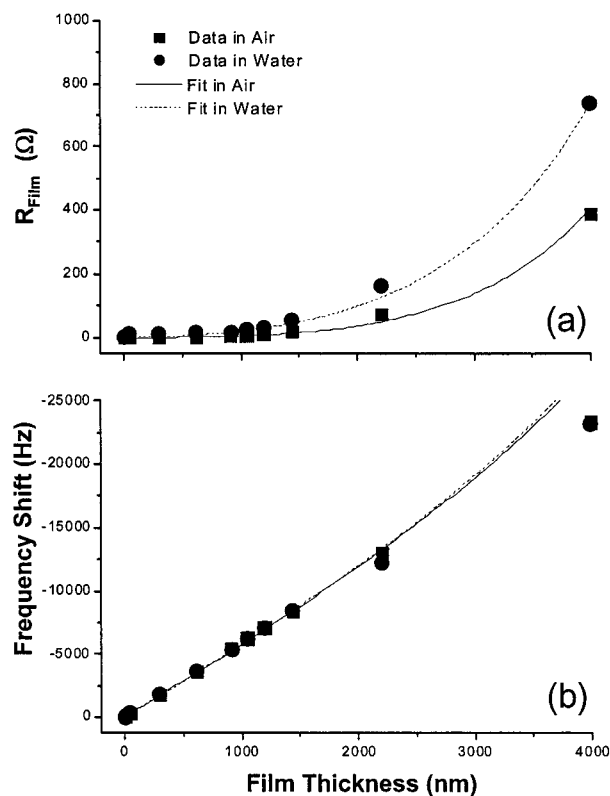 1000
800
600
400
200
0
R_Film (Ω)
Data in Air
Data in Water
Fit in Air
Fit in Water
(a)
-25000
-20000
-15000
-10000
-5000
0
Frequency Shift (Hz)
(b)
0
1000
2000
3000
4000
Film Thickness (nm)